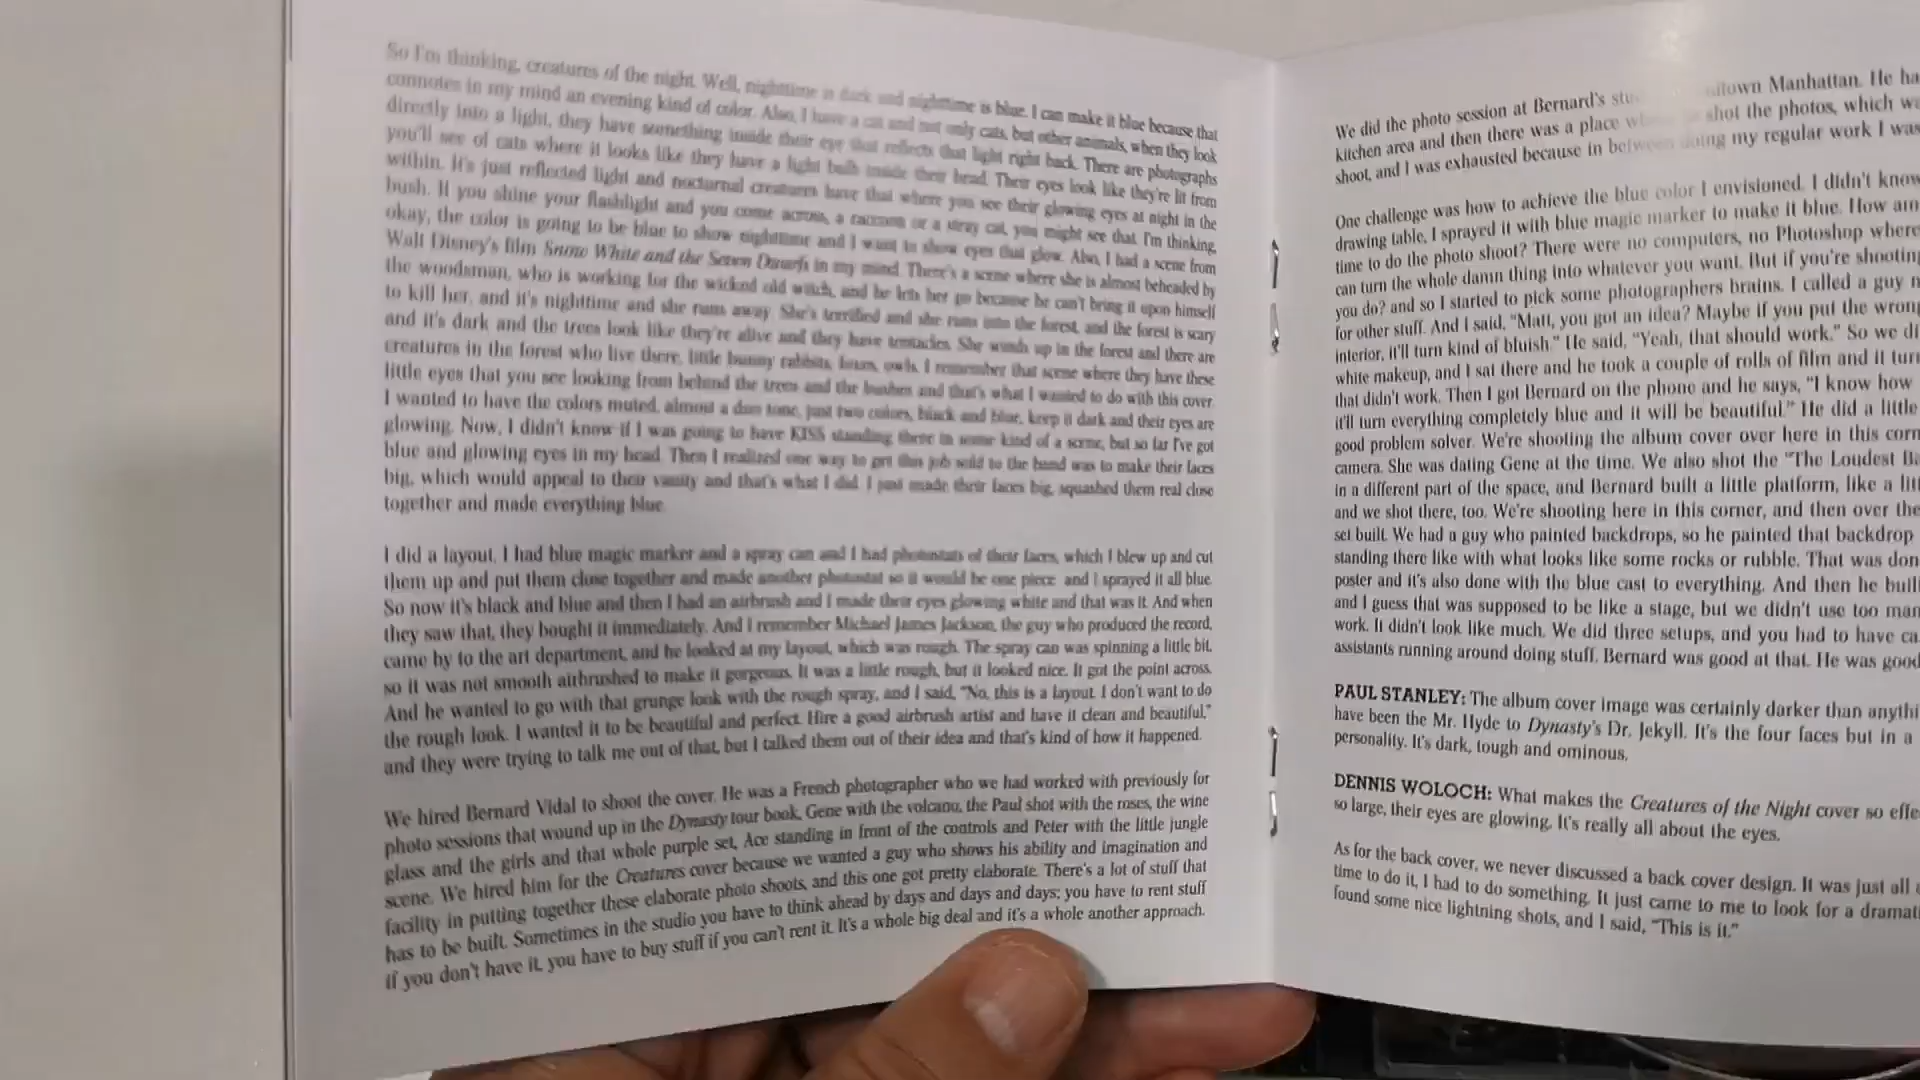 So I'm thinking, creatures of the night. Well, nighttime is dark and nighttime is blue. I can make it blue because that
connotes in my mind an evening kind of color. Also, I have a cat and not only cats, but other animals, when they look
directly into a light, they have something inside their eye that reflects that light right back. There are photographs
you'll see of cats where it looks like they have a light bulb inside their head. Their eyes look like they're lit from
within. It's just reflected light and nocturnal creatures have that where you see their glowing eyes at night in the
bush. If you shine your flashlight and you come across, a raccoon or a stray cat, you might see that. I'm thinking,
okay, the color is going to be blue to show nighttime and I want to show eyes that glow. Also, I had a scene from
Walt Disney's film Snow White and the Seven Dwarfs in my mind. There's a scene where she is almost beheaded by
the woodsman, who is working for the wicked old witch, and he lets her go because he can't bring it upon himself
to kill her, and it's nighttime and she runs away. She's terrified and she runs into the forest, and the forest is scary
and it's dark and the trees look like they're alive and they have tentacles. She winds up in the forest and there are
creatures in the forest who live there, little bunny rabbits, owls. I remember that scene where they have these
little eyes that you see looking from behind the trees and the bushes and that's what I wanted to do with this cover.
I wanted to have the colors muted, almost a duo tone, just two colors, black and blue, keep it dark and their eyes are
glowing. Now, I didn't know if I was going to have KISS standing there in some kind of a scene, but so far I've got
blue and glowing eyes in my head. Then I realized one way to get this job sold to the band was to make their faces
big, which would appeal to their vanity and that's what I did. I just made their faces big, squashed them real close
together and made everything blue.
I did a layout. I had blue magic marker and a spray can and I had photostats of their faces, which I blew up and cut
them up and put them close together and made another photostat so it would be one piece and I sprayed it all blue.
So now it's black and blue and then I had an airbrush and I made their eyes glowing white and that was it. And when
they saw that, they bought it immediately. And I remember Michael James Jackson, the guy who produced the record,
came by to the art department, and he looked at my layout, which was rough. The spray can was spinning a little bit,
so it was not smooth airbrushed to make it gorgeous. It was a little rough, but it looked nice. It got the point across.
And he wanted to go with that grunge look with the rough spray, and I said, "No, this is a layout. I don't want to do
the rough look. I wanted it to be beautiful and perfect. Hire a good airbrush artist and have it clean and beautiful,"
and they were trying to talk me out of that, but I talked them out of their idea and that's kind of how it happened.
We hired Bernard Vidal to shoot the cover. He was a French photographer who we had worked with previously for
photo sessions that wound up in the Dynasty tour book, Gene with the volcano, the Paul shot with the roses, the wine
glass and the girls and that whole purple set, Ace standing in front of the controls and Peter with the little jungle
scene. We hired him for the Creatures cover because we wanted a guy who shows his ability and imagination and
facility in putting together these elaborate photo shoots, and this one got pretty elaborate. There's a lot of stuff that
has to be built. Sometimes in the studio you have to think ahead by days and days and days; you have to rent stuff
if you don't have it, you have to buy stuff if you can't rent it. It's a whole big deal and it's a whole another approach.
We did the photo session at Bernard's Manhattan. He
kitchen area and then there was a place shot the photos, which
shoot, and I was exhausted because in between doing my regular work I was
One challenge was how to achieve the blue color I envisioned. I didn't know
drawing table, I sprayed it with blue magic marker to make it blue. How am
time to do the photo shoot? There were no computers, no Photoshop where
can turn the whole damn thing into whatever you want. But if you're shooting
you do? and so I started to pick some photographers brains. I called a guy
for other stuff. And I said, "Matt, you got an idea? Maybe if you put the wrong
interior, it'll turn kind of bluish." He said, "Yeah, that should work." So we
white makeup, and I sat there and he took a couple of rolls of film and it
that didn't work. Then I got Bernard on the phone and he says, "I know how
it'll turn everything completely blue and it will be beautiful." He did a little
good problem solver. We're shooting the album cover over here in this
camera. She was dating Gene at the time. We also shot the "The Loudest
in a different part of the space, and Bernard built a little platform, like a
and we shot there, too. We're shooting here in this corner, and then over the
set built. We had a guy who painted backdrops, so he painted that backdrop
standing there like with what looks like some rocks or rubble. That was
poster and it's also done with the blue cast to everything. And then he
and I guess that was supposed to be like a stage, but we didn't use too
work. It didn't look like much. We did three setups, and you had to have
assistants running around doing stuff. Bernard was good at that. He was good
PAUL STANLEY: The album cover image was certainly darker than
have been the Mr. Hyde to Dynasty's Dr. Jekyll. It's the four faces but in a
personality. It's dark, tough and ominous,
DENNIS WOLOCH: What makes the Creatures of the Night cover so
so large, their eyes are glowing. It's really all about the eyes.
As for the back cover, we never discussed a back cover design. It was just all
time to do it, I had to do something. It just came to me to look for a
found some nice lightning shots, and I said, "This is it."